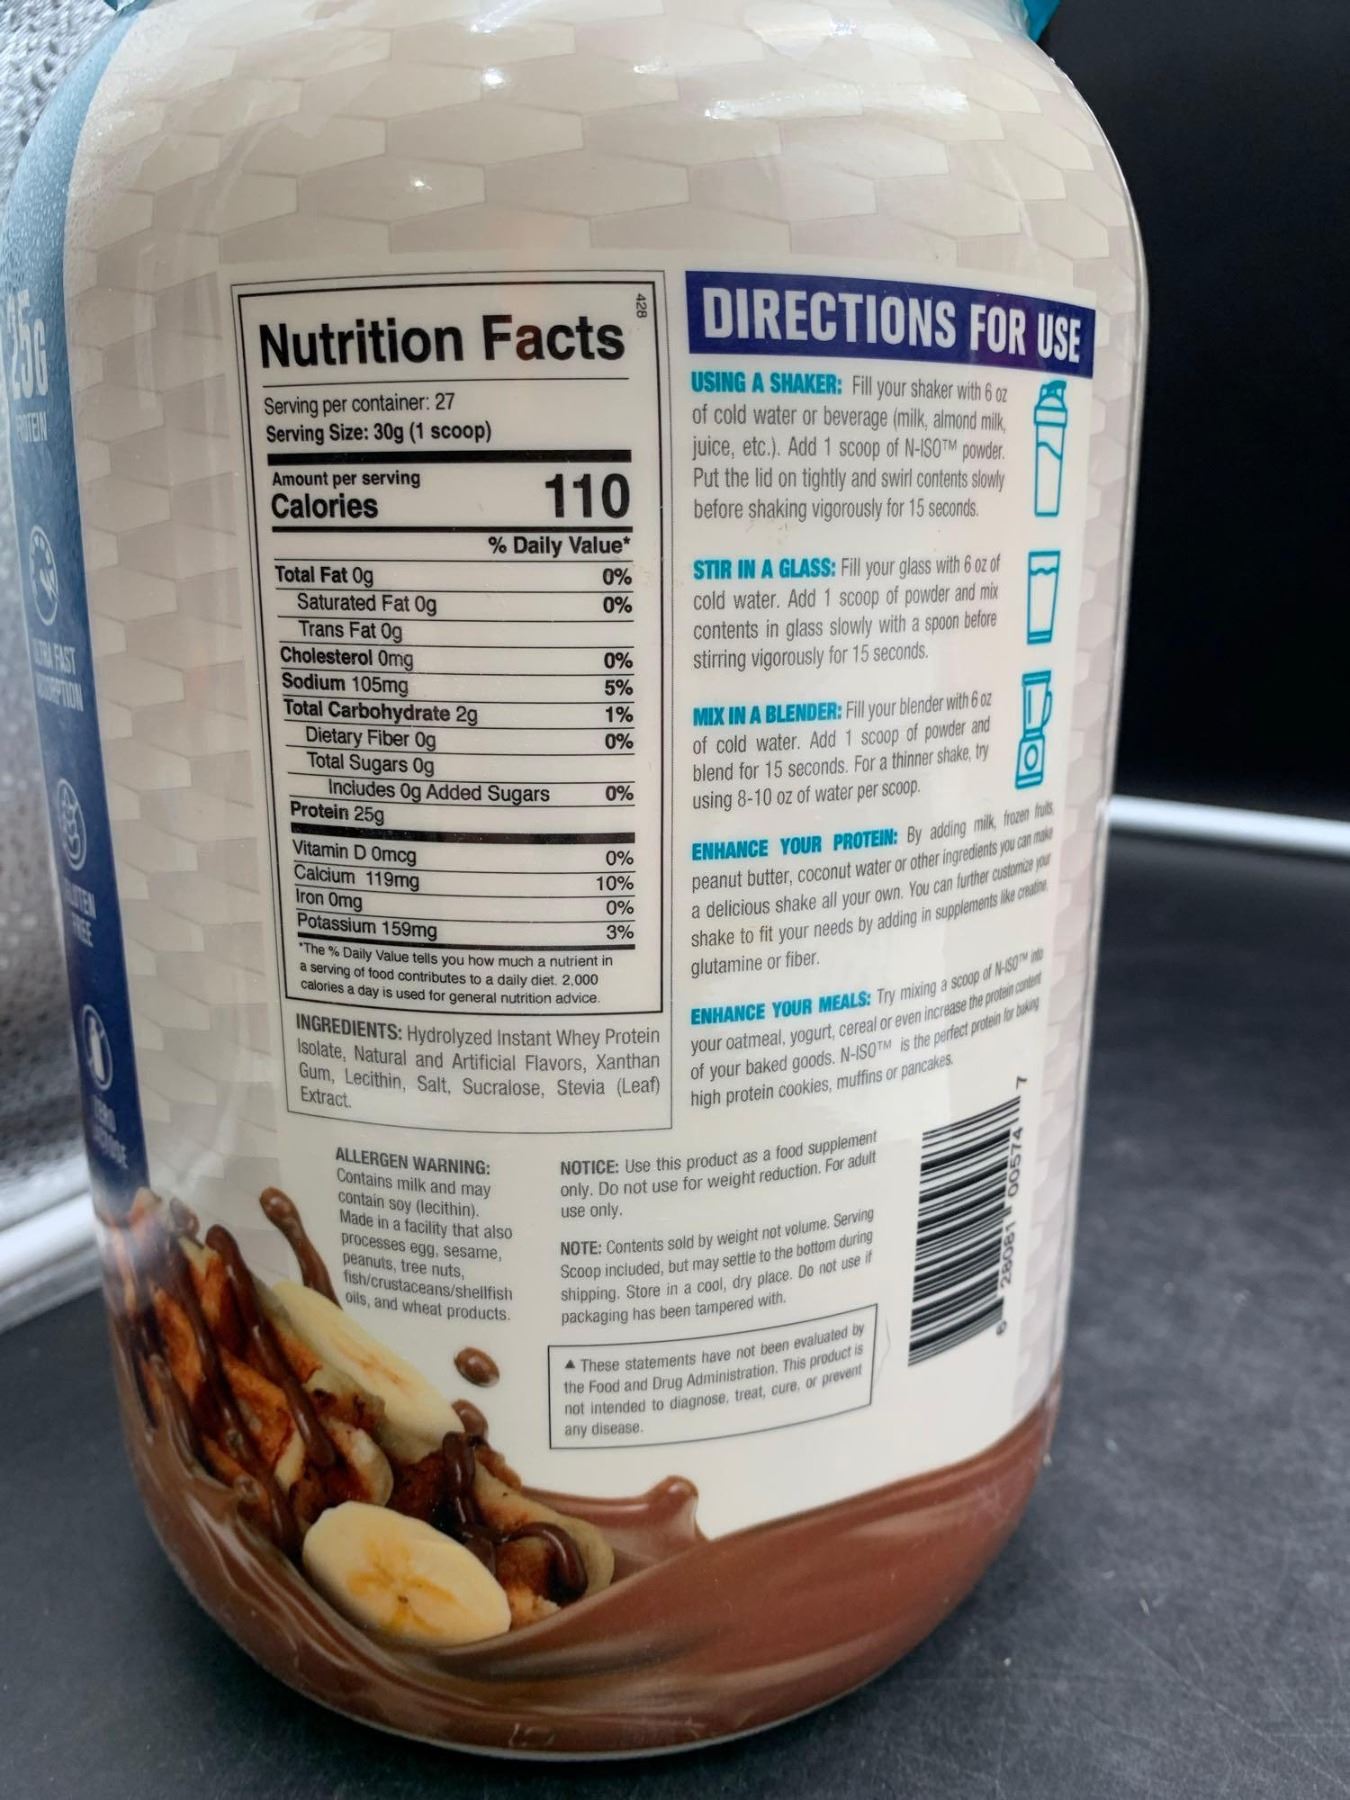 25G
PROTEIN
ULTRA FAST
ABSORPTION
GLUTEN
FREE
ZERO
Nutrition Facts
428
Serving per container: 27
Serving Size: 30g (1 scoop)
Amount per serving
Calories 110
% Daily Value*
Total Fat 0g 0%
Saturated Fat 0g 0%
Trans Fat 0g
Cholesterol 0mg 0%
Sodium 105mg 5%
Total Carbohydrate 2g 1%
Dietary Fiber 0g 0%
Total Sugars 0g
Includes 0g Added Sugars 0%
Protein 25g
Vitamin D 0mcg 0%
Calcium 119mg 10%
Iron 0mg 0%
Potassium 159mg 3%
*The % Daily Value tells you how much a nutrient in
a serving of food contributes to a daily diet. 2,000
calories a day is used for general nutrition advice.
INGREDIENTS: Hydrolyzed Instant Whey Protein
Isolate, Natural and Artificial Flavors, Xanthan
Gum, Lecithin, Salt, Sucralose, Stevia (Leaf)
Extract.
ALLERGEN WARNING:
Contains milk and may
contain soy (lecithin).
Made in a facility that also
processes egg, sesame,
peanuts, tree nuts,
fish/crustaceans/shellfish
oils, and wheat products.
DIRECTIONS FOR USE
USING A SHAKER: Fill your shaker with 6 oz
of cold water or beverage (milk, almond milk,
juice, etc.). Add 1 scoop of N-ISO™ powder.
Put the lid on tightly and swirl contents slowly
before shaking vigorously for 15 seconds.
STIR IN A GLASS: Fill your glass with 6 oz of
cold water. Add 1 scoop of powder and mix
contents in glass slowly with a spoon before
stirring vigorously for 15 seconds.
MIX IN A BLENDER: Fill your blender with 6 oz
of cold water. Add 1 scoop of powder and
blend for 15 seconds. For a thinner shake, try
using 8-10 oz of water per scoop.
ENHANCE YOUR PROTEIN: By adding milk, frozen fruits,
peanut butter, coconut water or other ingredients you can make
a delicious shake all your own. You can further customize your
shake to fit your needs by adding in supplements like creatine,
glutamine or fiber.
ENHANCE YOUR MEALS: Try mixing a scoop of N-ISO™ into
your oatmeal, yogurt, cereal or even increase the protein content
of your baked goods. N-ISO™ is the perfect protein for baking
high protein cookies, muffins or pancakes.
NOTICE: Use this product as a food supplement
only. Do not use for weight reduction. For adult
use only.
NOTE: Contents sold by weight not volume. Serving
Scoop included, but may settle to the bottom during
shipping. Store in a cool, dry place. Do not use if
packaging has been tampered with.
▲ These statements have not been evaluated by
the Food and Drug Administration. This product is
not intended to diagnose, treat, cure, or prevent
any disease.
6 28081 00574 7